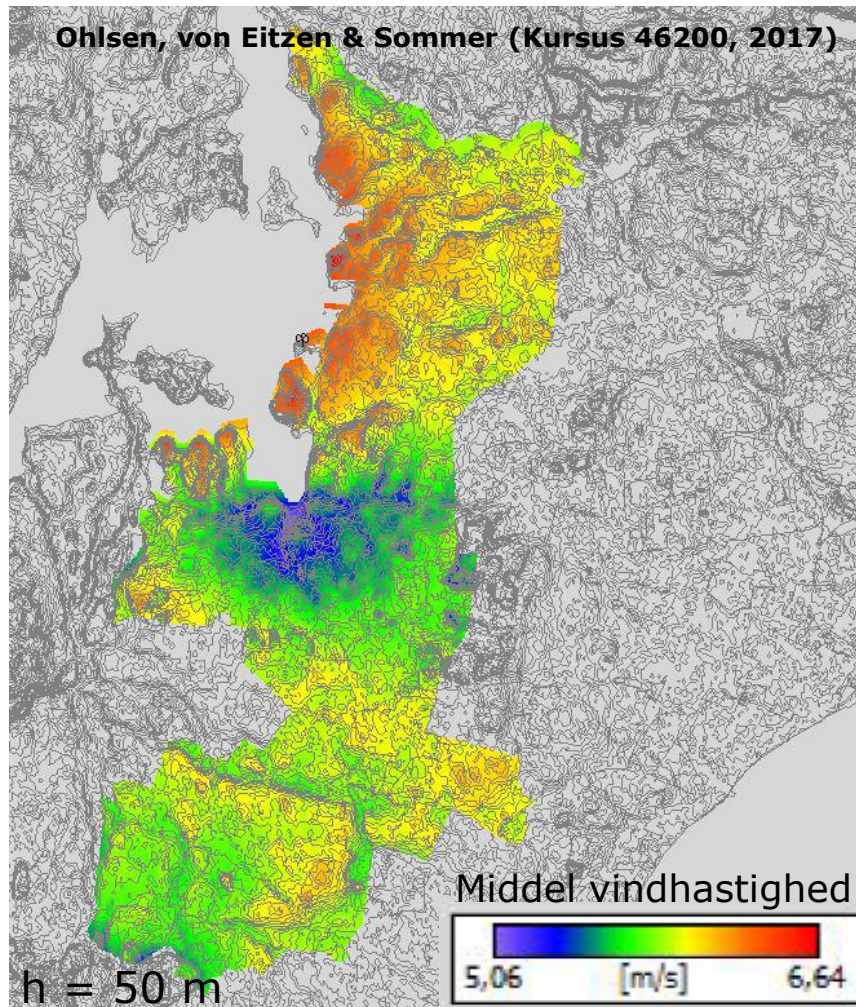 Ohlsen, von Eitzen & Sommer (Kursus 46200, 2017)
Middel vindhastighed
5,06 [m/s] 6,64
h = 50 m